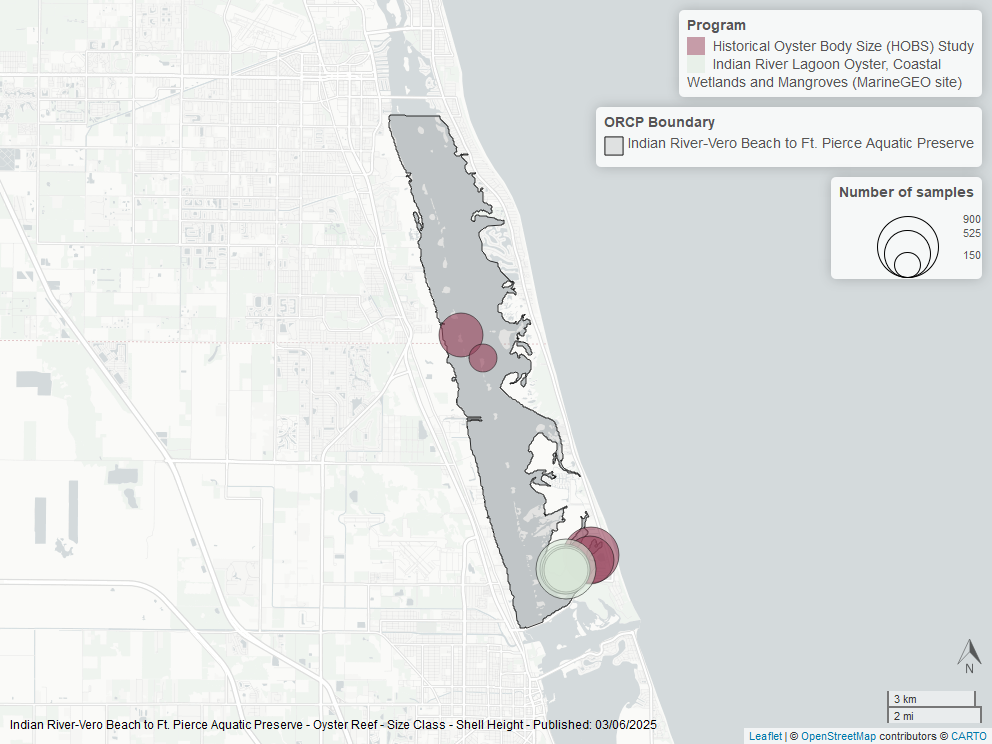 Program
Historical Oyster Body Size (HOBS) Study
Indian River Lagoon Oyster, Coastal
Wetlands and Mangroves (MarineGEO site)
ORCP Boundary
Indian River-Vero Beach to Ft. Pierce Aquatic Preserve
Number of samples
900
525
150
N
3 km
2 mi
Indian River-Vero Beach to Ft. Pierce Aquatic Preserve - Oyster Reef - Size Class - Shell Height - Published: 03/06/2025
Leaflet | © OpenStreetMap contributors © CARTO